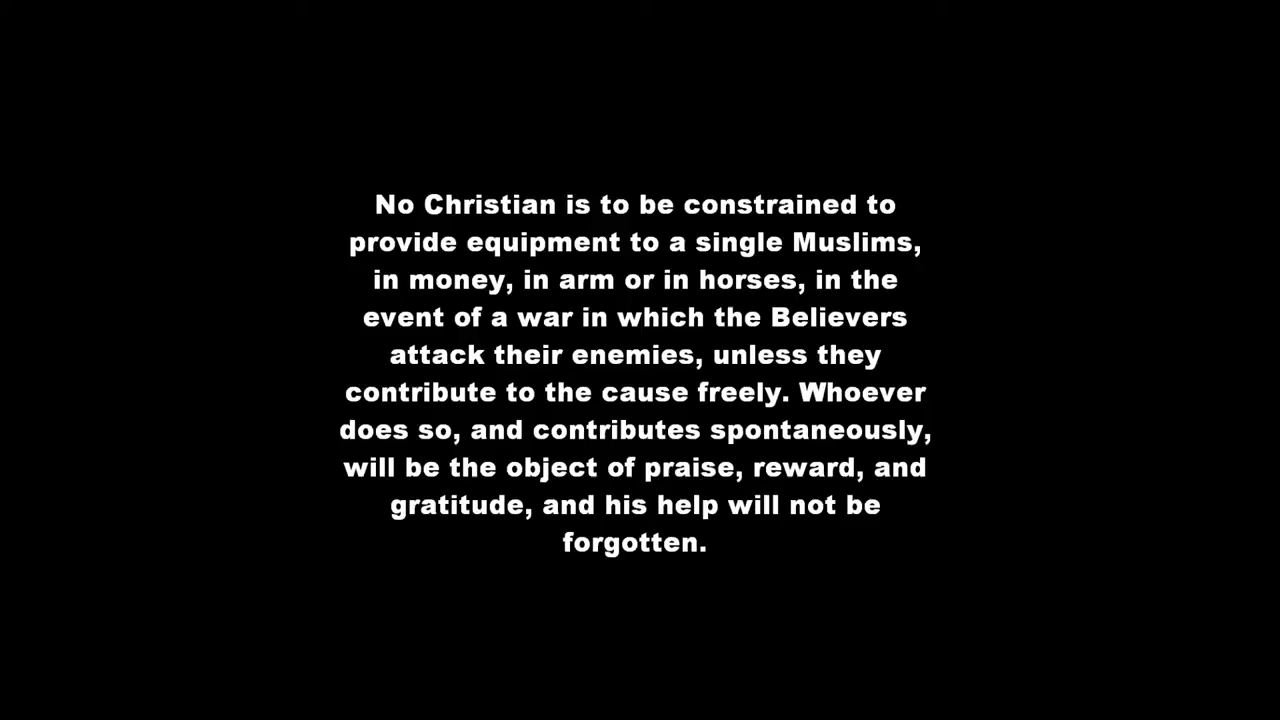 No Christian is to be constrained to
provide equipment to a single Muslims,
in money, in arm or in horses, in the
event of a war in which the Believers
attack their enemies, unless they
contribute to the cause freely. Whoever
does so, and contributes spontaneously,
will be the object of praise, reward, and
gratitude, and his help will not be
forgotten.